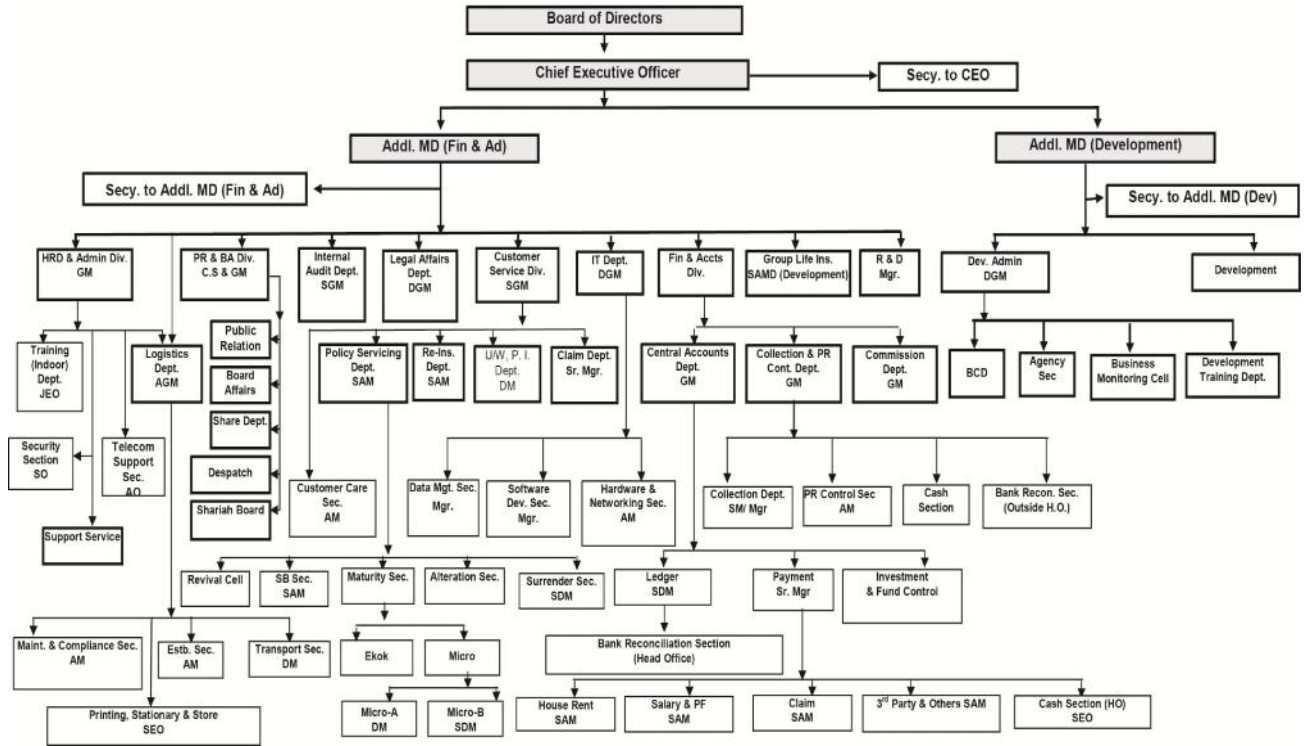 Board of Directors
Chief Executive Officer
Secy. to CEO
Addl. MD (Fin & Ad)
Addl. MD (Development)
Secy. to Addl. MD (Fin & Ad)
Secy. to Addl. MD
(Dev)
HRD & Admin Div.
GM
PR & BA Div.
C.S & GM
Internal
Audit Dept.
SGM
Legal Affairs
Dept.
DGM
Customer
Service Div.
SGM
IT Dept.
DGM
Fin & Accts
Div.
Group Life Ins.
SAMD (Development)
R & D
Mgr.
Dev. Admin
DGM
Development
Training
(Indoor)
Dept.
JEO
Logistics
Dept.
AGM
Public
Relation
Board
Affairs
Share Dept.
Despatch
Shariah Board
Policy Servicing
Dept.
SAM
Re-Ins.
Dept.
SAM
U/W, P. I.
Dept.
DM
Claim Dept.
Sr. Mgr.
Central Accounts
Dept.
GM
Collection & PR
Cont. Dept.
GM
Commission
Dept.
GM
BCD
Agency
Sec
Business
Monitoring Cell
Development
Training Dept.
Security
Section
SO
Telecom
Support
Sec.
AO
Support Service
Customer Care
Sec.
AM
Data Mgt. Sec.
Mgr.
Software
Dev. Sec.
Mgr.
Hardware &
Networking Sec.
AM
Collection Dept.
SM/ Mgr
PR Control Sec
AM
Cash
Section
Bank Recon. Sec.
(Outside H.O.)
Revival Cell
SB Sec.
SAM
Maturity Sec.
Alteration Sec.
Surrender Sec.
SDM
Ledger
SDM
Payment
Sr. Mgr
Investment
& Fund Control
Maint. & Compliance Sec.
AM
Estb. Sec.
AM
Transport Sec.
DM
Ekok
Micro
Bank Reconciliation Section
(Head Office)
Printing, Stationary & Store
SEO
Micro-A
DM
Micro-B
SDM
House Rent
SAM
Salary & PF
SAM
Claim
SAM
3rd Party & Others SAM
Cash Section (HO)
SEO